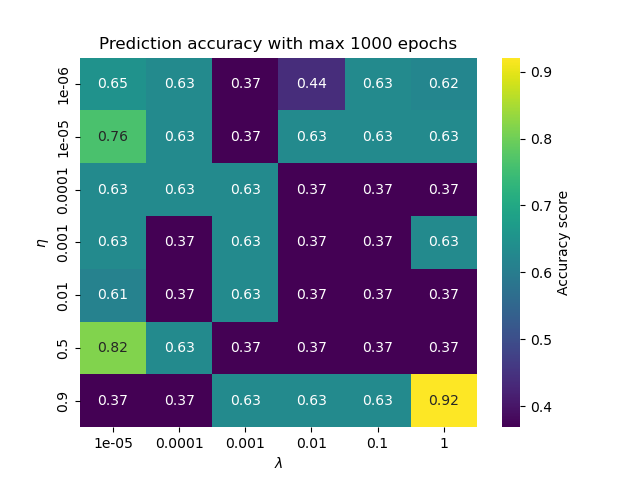 Prediction accuracy with max 1000 epochs
1e-06 0.65 0.63 0.37 0.44 0.63 0.62
1e-05 0.76 0.63 0.37 0.63 0.63 0.63
0.0001 0.63 0.63 0.63 0.37 0.37 0.37
0.001 0.63 0.37 0.63 0.37 0.37 0.63
0.01 0.61 0.37 0.63 0.37 0.37 0.37
0.5 0.82 0.63 0.37 0.37 0.37 0.37
0.9 0.37 0.37 0.63 0.63 0.63 0.92
1e-05 0.0001 0.001 0.01 0.1 1
λ
η
0.9
0.8
0.7
0.6
0.5
0.4
Accuracy score